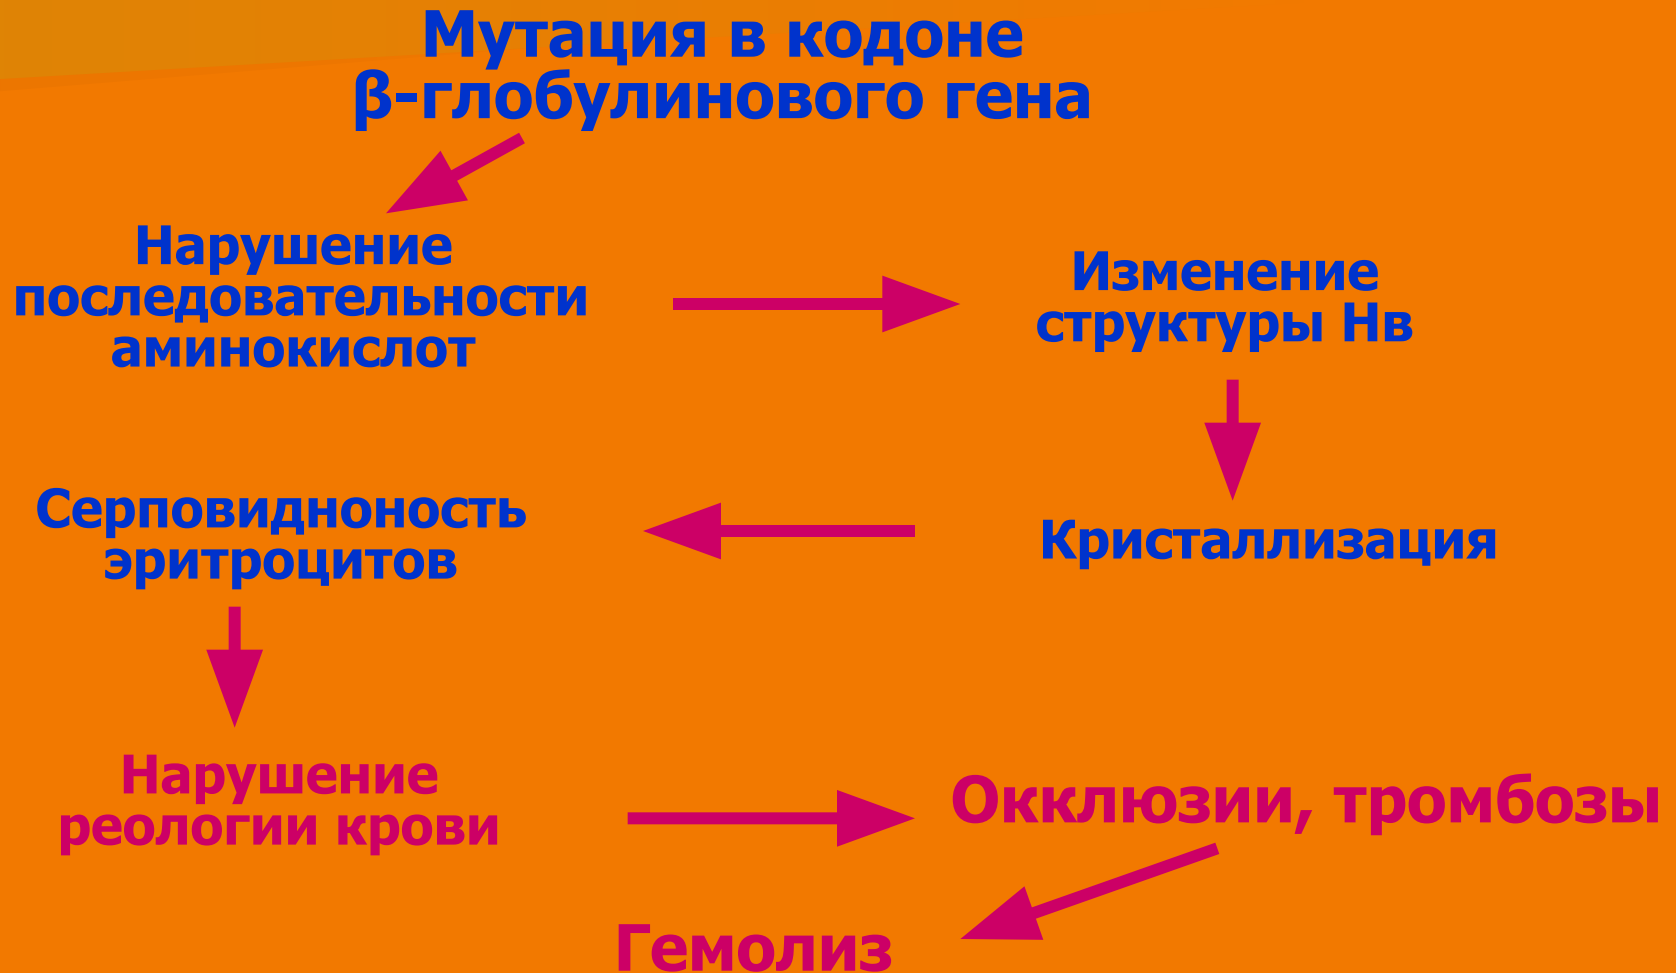 Мутация в кодоне
β-глобулинового гена
Нарушение
последовательности
аминокислот
Изменение
структуры Нв
Серповидноность
эритроцитов
Кристаллизация
Нарушение
реологии крови
Окклюзии, тромбозы
Гемолиз